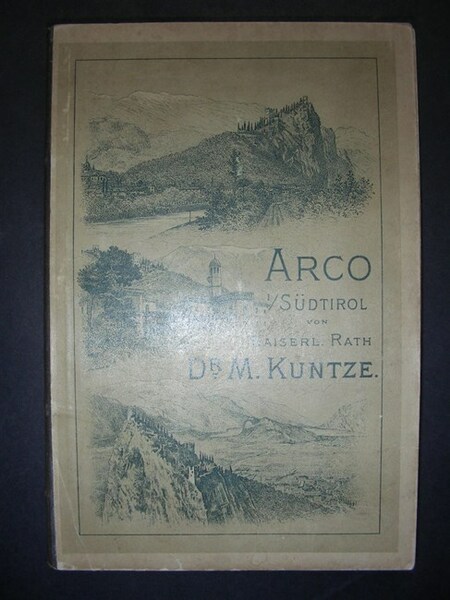 ARCO
I/SÜDTIROL
VON
KAISERL. RATH
DR M. KUNTZE.